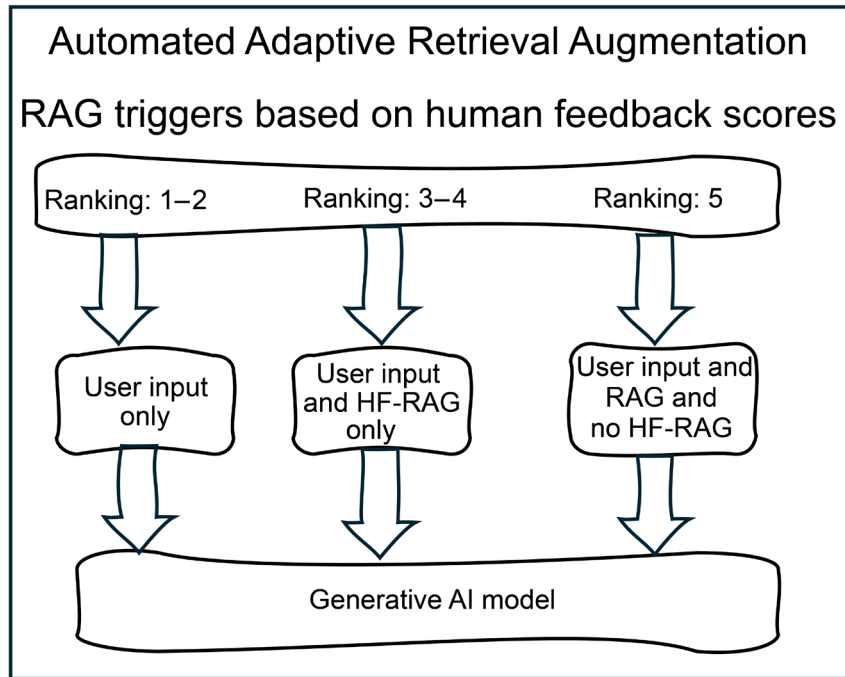 Automated Adaptive Retrieval Augmentation
RAG triggers based on human feedback scores
Ranking: 1–2
Ranking: 3–4
Ranking: 5
User input
only
User input
and HF-RAG
only
User input and
RAG and
no HF-RAG
Generative AI model